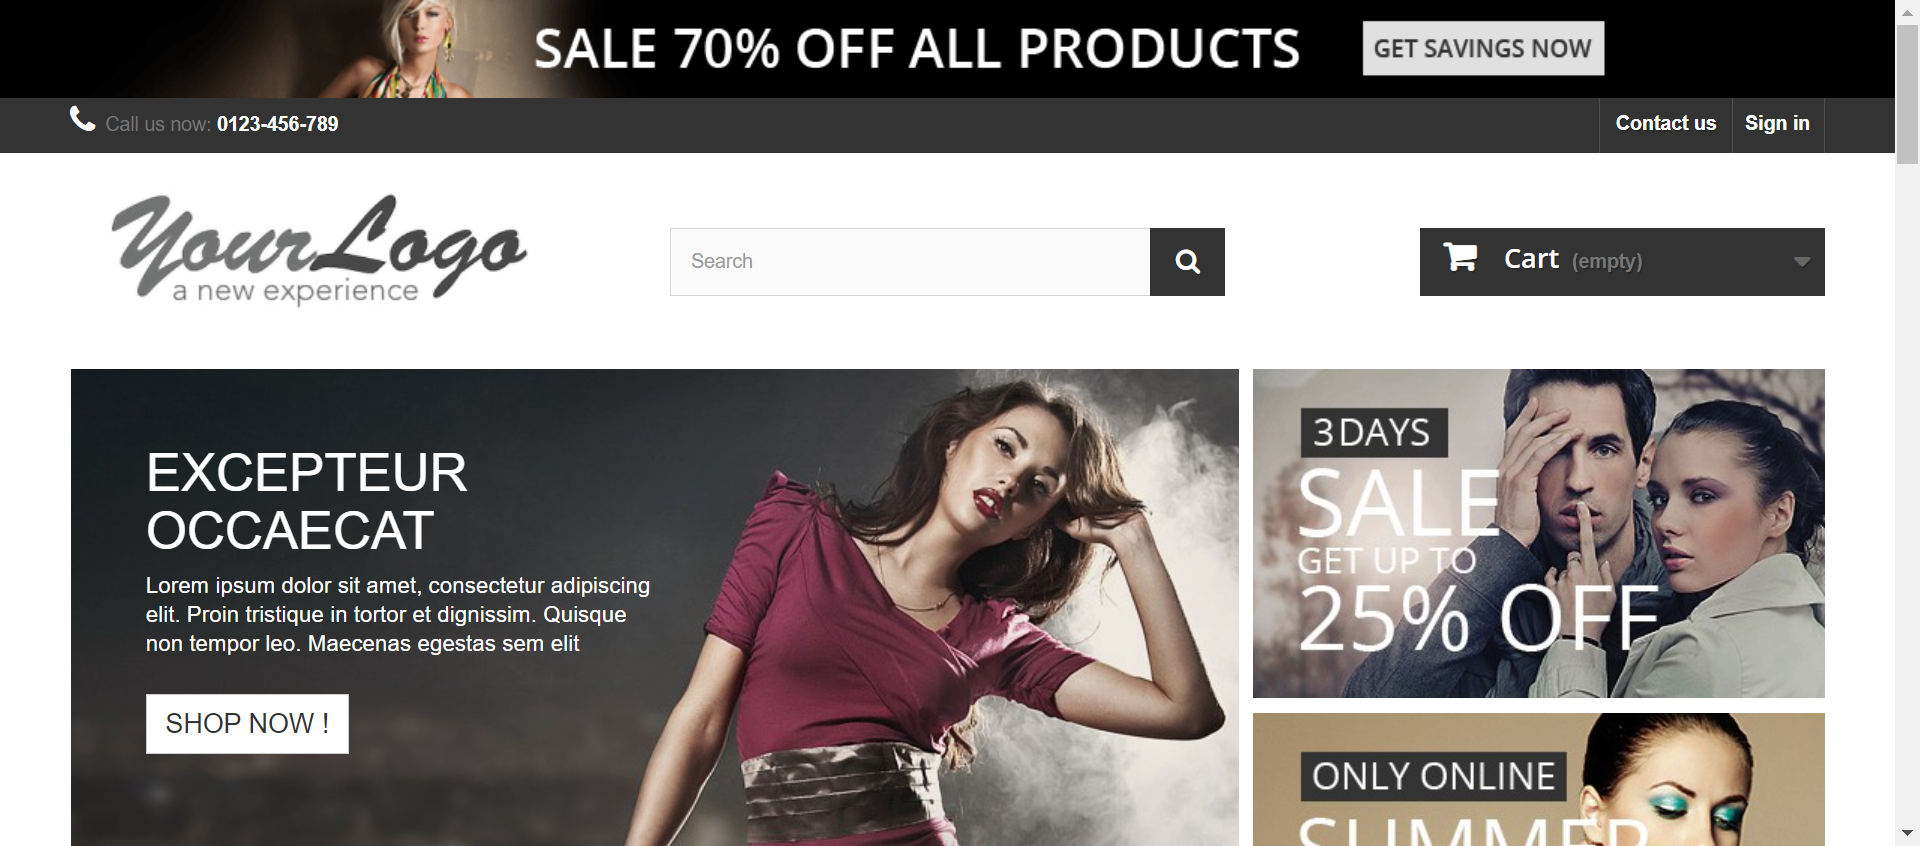 SALE 70% OFF ALL PRODUCTS
GET SAVINGS NOW
Call us now: 0123-456-789
Contact us
Sign in
YourLogo
a new experience
Search
Cart (empty)
EXCEPTEUR
OCCAECAT
Lorem ipsum dolor sit amet, consectetur adipiscing
elit. Proin tristique in tortor et dignissim. Quisque
non tempor leo. Maecenas egestas sem elit
SHOP NOW !
3 DAYS
SALE
GET UP TO
25% OFF
ONLY ONLINE
SUMMER